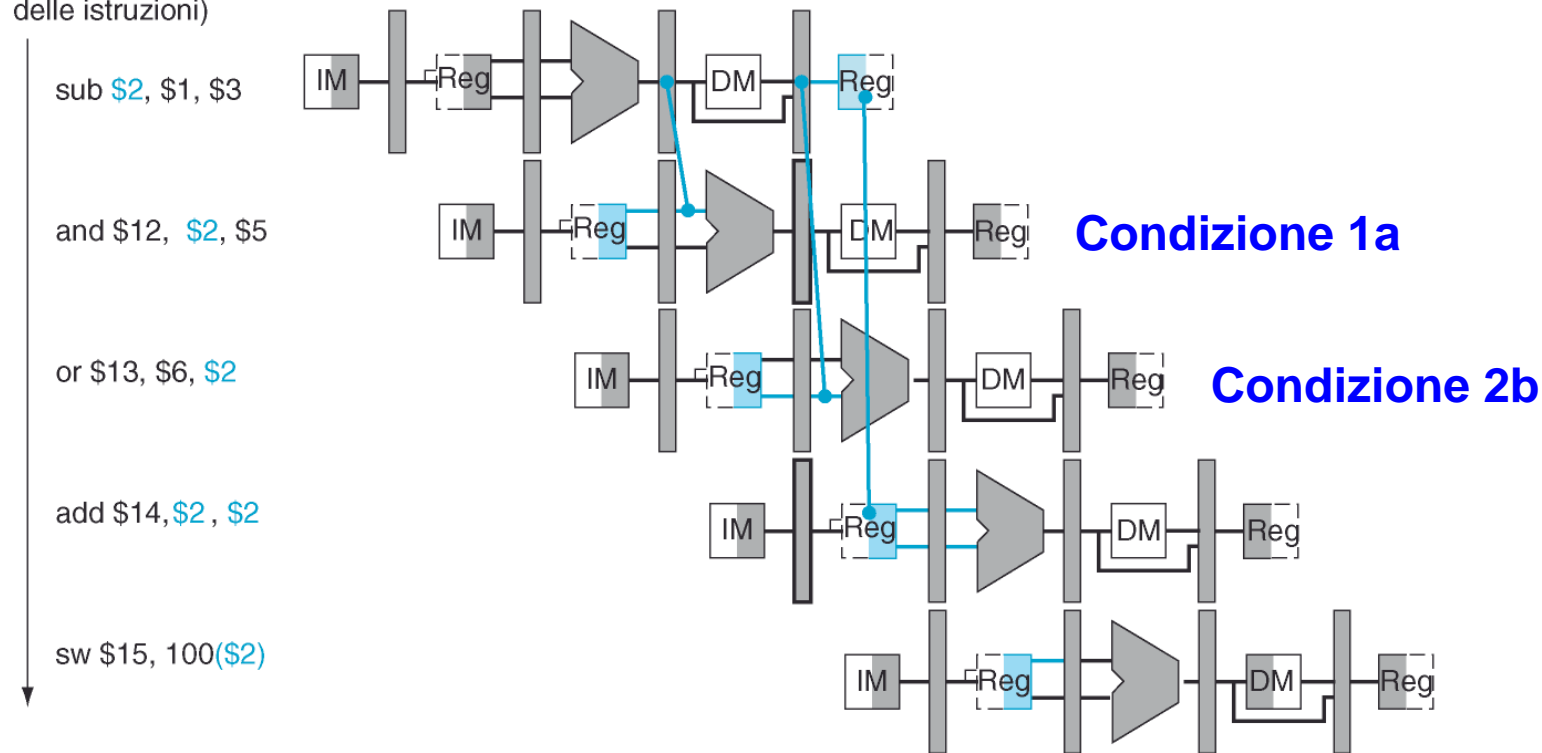 delle istruzioni)
sub $2, $1, $3
IM Reg DM Reg
and $12, $2, $5
IM Reg DM Reg
Condizione 1a
or $13, $6, $2
IM Reg DM Reg
Condizione 2b
add $14,$2 , $2
IM Reg DM Reg
sw $15, 100($2)
IM Reg DM Reg